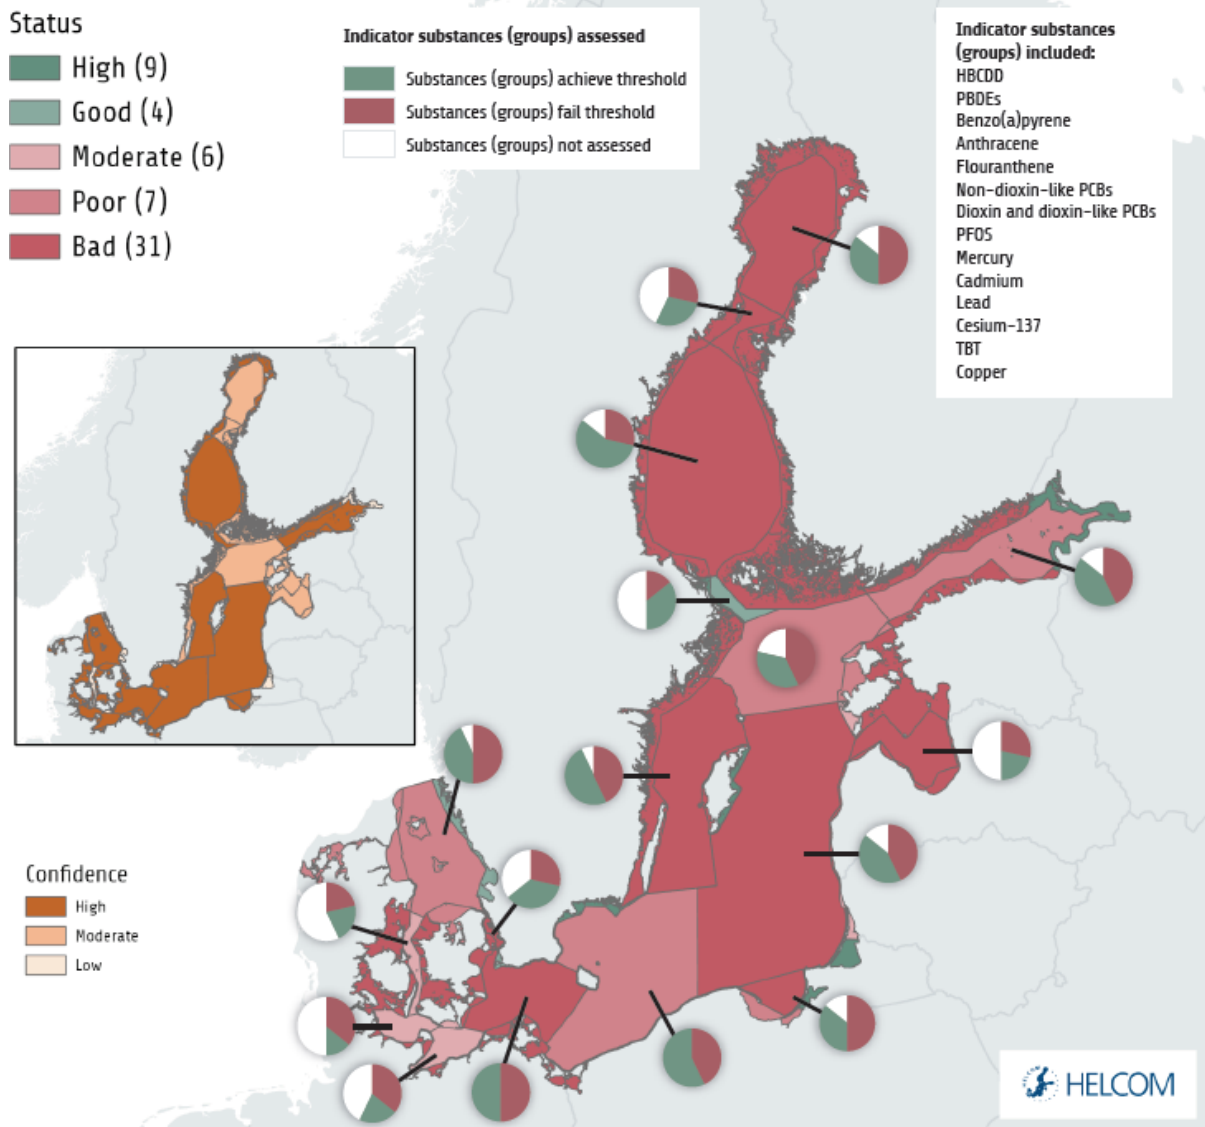 Status
High (9)
Good (4)
Moderate (6)
Poor (7)
Bad (31)
Indicator substances (groups) assessed
Substances (groups) achieve threshold
Substances (groups) fail threshold
Substances (groups) not assessed
Indicator substances
(groups) included:
HBCDD
PBDEs
Benzo(a)pyrene
Anthracene
Flouranthene
Non-dioxin-like PCBs
Dioxin and dioxin-like PCBs
PFOS
Mercury
Cadmium
Lead
Cesium-137
TBT
Copper
Confidence
High
Moderate
Low
HELCOM